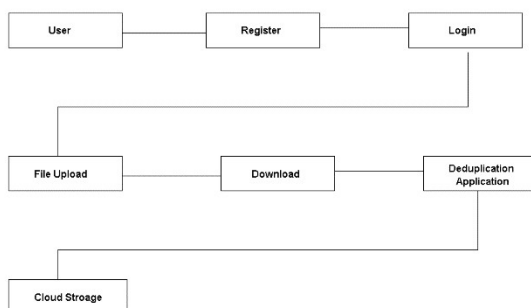 User
Register
Login
File Upload
Download
Deduplication
Application
Cloud Stroage